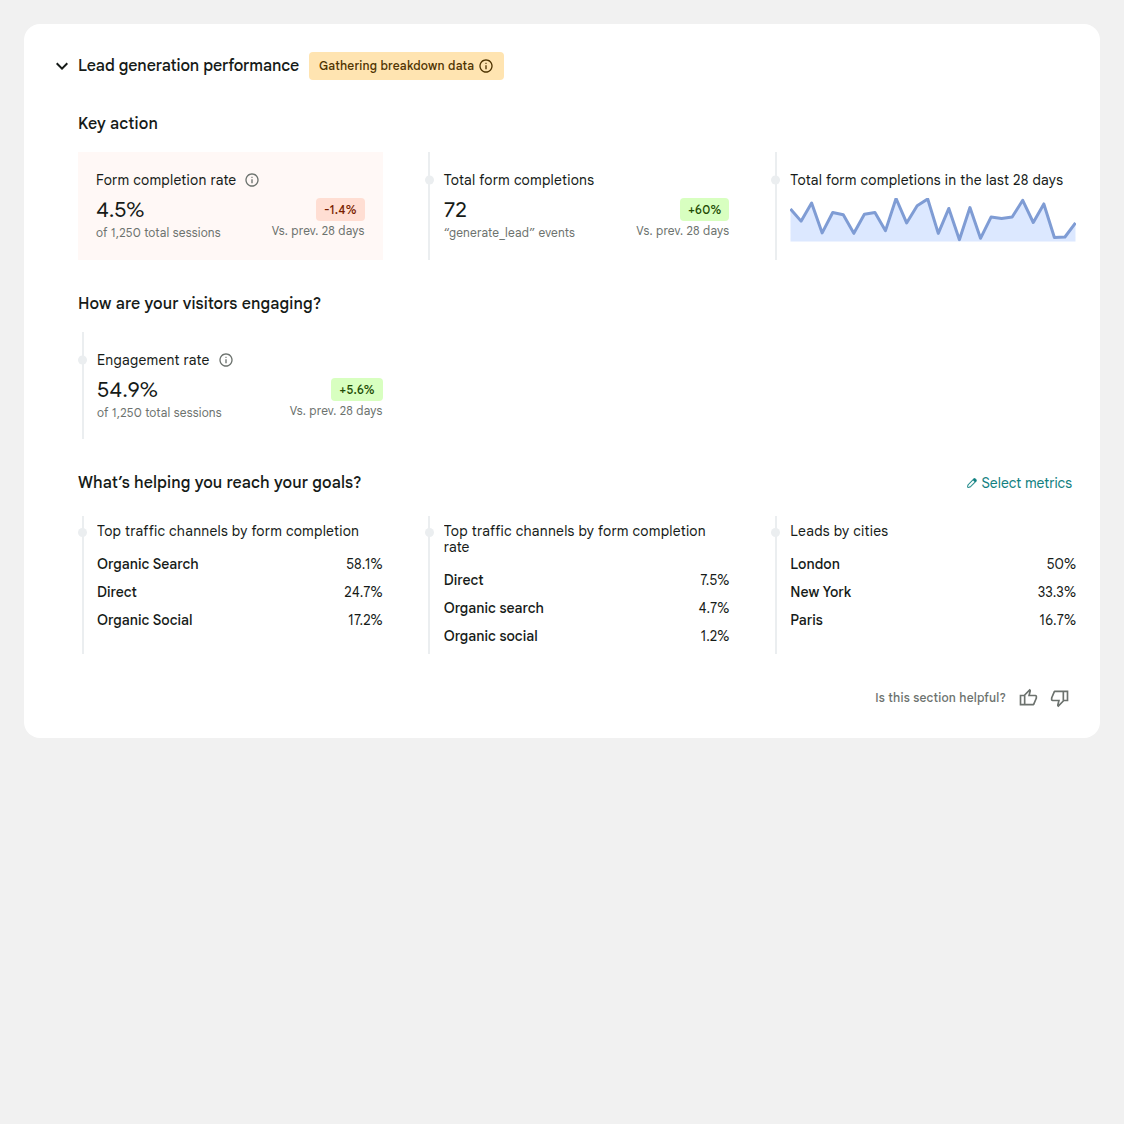 Lead generation performance
Gathering breakdown data
Key action
Form completion rate
4.5%
-1.4%
of 1,250 total sessions
Vs. prev. 28 days
Total form completions
72
+60%
“generate_lead” events
Vs. prev. 28 days
Total form completions in the last 28 days
How are your visitors engaging?
Engagement rate
54.9%
+5.6%
of 1,250 total sessions
Vs. prev. 28 days
What’s helping you reach your goals?
Select metrics
Top traffic channels by form completion
Organic Search 58.1%
Direct 24.7%
Organic Social 17.2%
Top traffic channels by form completion
rate
Direct 7.5%
Organic search 4.7%
Organic social 1.2%
Leads by cities
London 50%
New York 33.3%
Paris 16.7%
Is this section helpful?